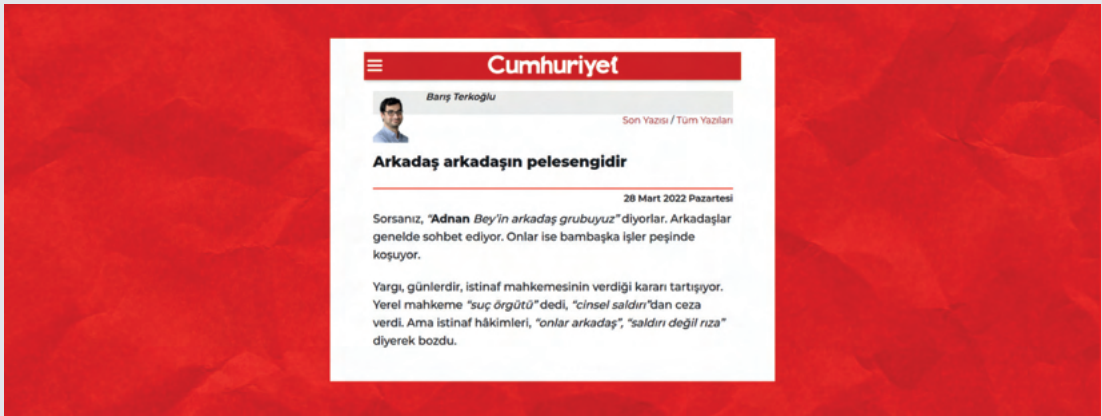 Cumhuriyet
Barış Terkoğlu
Son Yazısı / Tüm Yazıları
Arkadaş arkadaşın pelesengidir
28 Mart 2022 Pazartesi
Sorsanız, “Adnan Bey’in arkadaş grubuyuz” diyorlar. Arkadaşlar
genelde sohbet ediyor. Onlar ise bambaşka işler peşinde
koşuyor.
Yargı, günlerdir, istinaf mahkemesinin verdiği kararı tartışıyor.
Yerel mahkeme “suç örgütü” dedi, “cinsel saldırı”dan ceza
verdi. Ama istinaf hâkimleri, “onlar arkadaş”, “saldırı değil rıza”
diyerek bozdu.